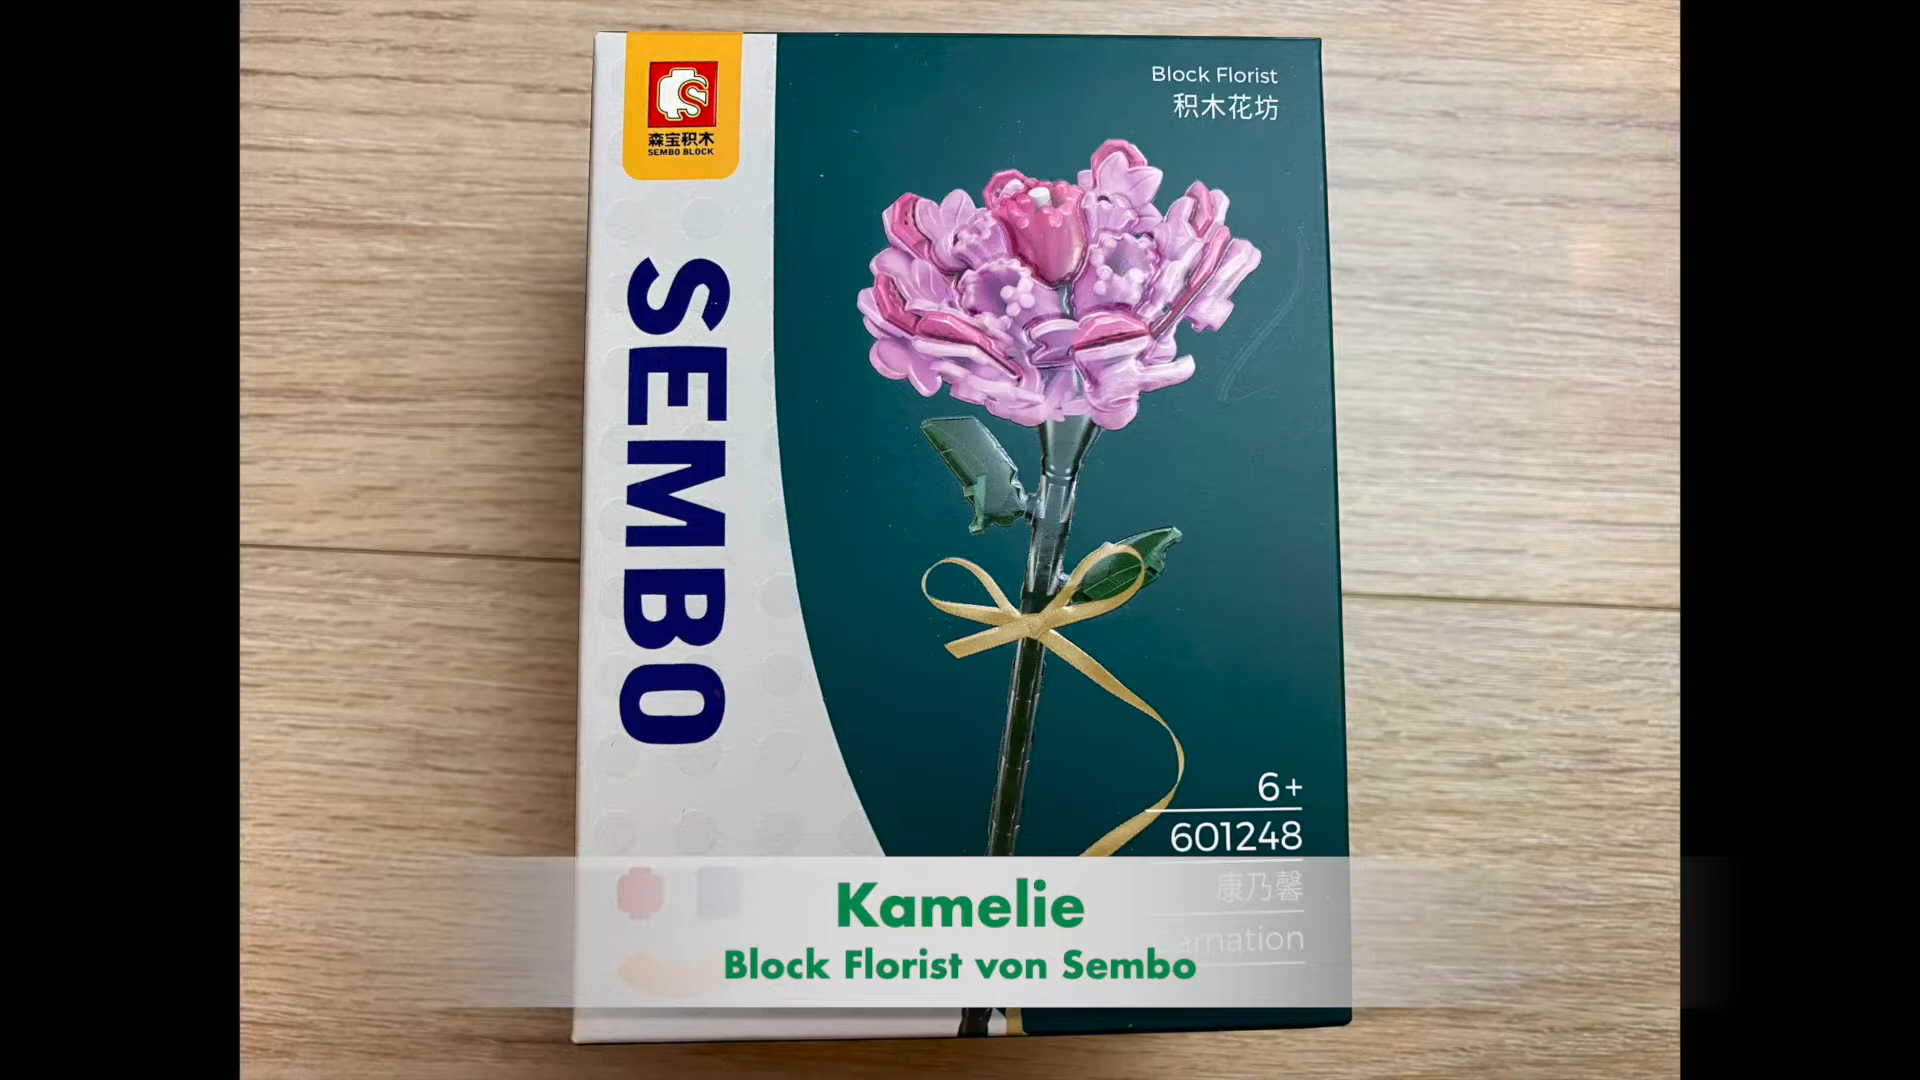 Block Florist
积木花坊
森宝积木
SEMBO BLOCK
SEMBO
6+
601248
康乃馨
Carnation
Kamelie
Block Florist von Sembo